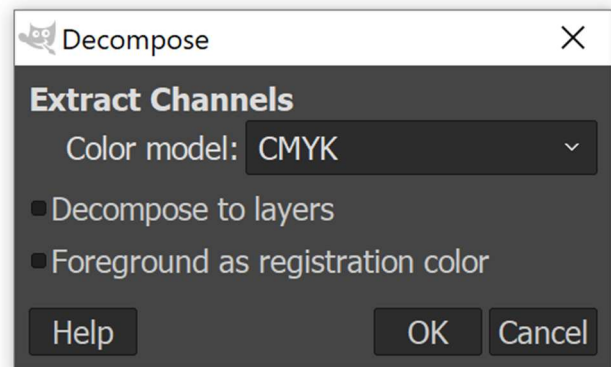 Decompose
Extract Channels
Color model: CMYK
Decompose to layers
Foreground as registration color
Help OK Cancel